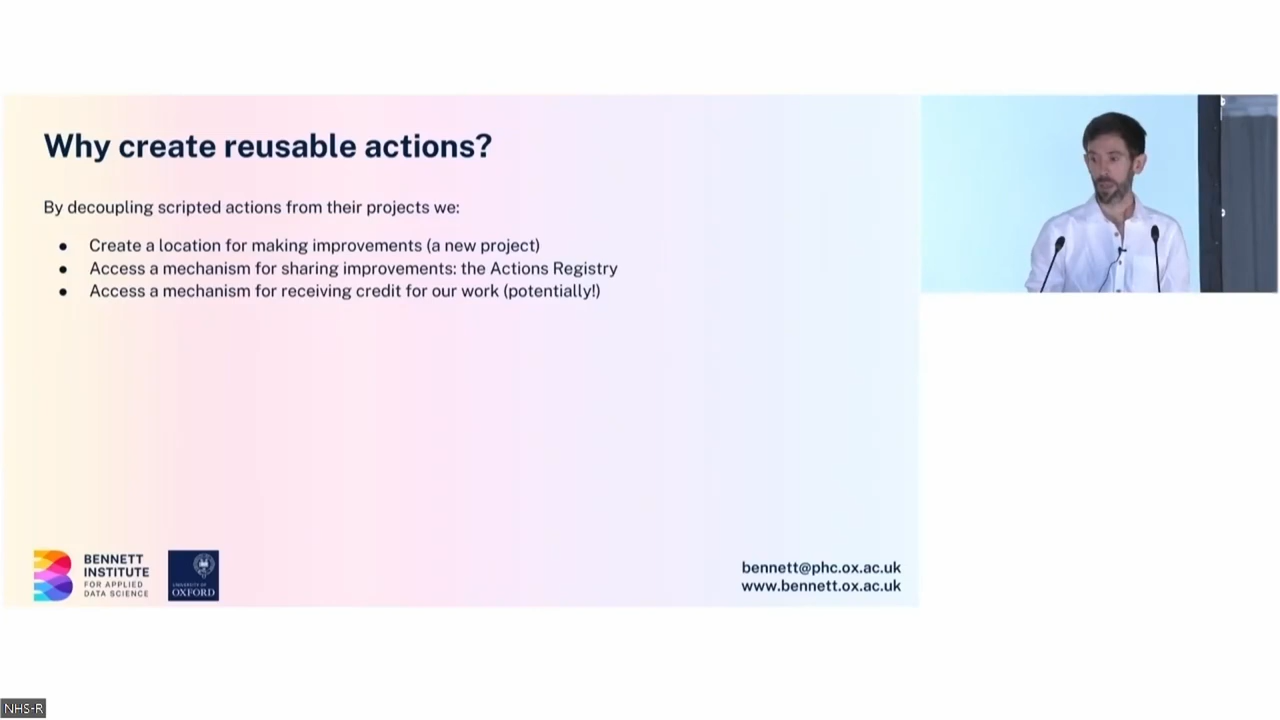 Why create reusable actions?
By decoupling scripted actions from their projects we:
● Create a location for making improvements (a new project)
● Access a mechanism for sharing improvements: the Actions Registry
● Access a mechanism for receiving credit for our work (potentially!)
BENNETT
INSTITUTE
FOR APPLIED
DATA SCIENCE
UNIVERSITY OF
OXFORD
bennett@phc.ox.ac.uk
www.bennett.ox.ac.uk
NHS-R